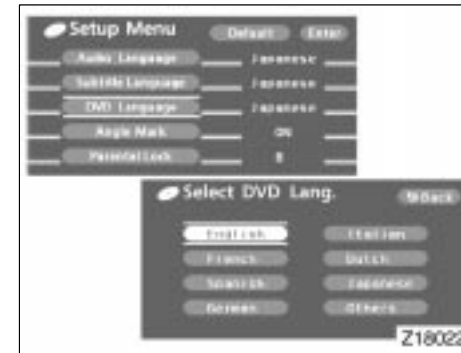 Setup Menu Default Enter
Audio Language Japanese
Subtitle Language Japanese
DVD Language Japanese
Angle Mark ON
Parental Lock 8
Select DVD Lang. Back
English Italian
French Dutch
Spanish Japanese
German Others
Z18022